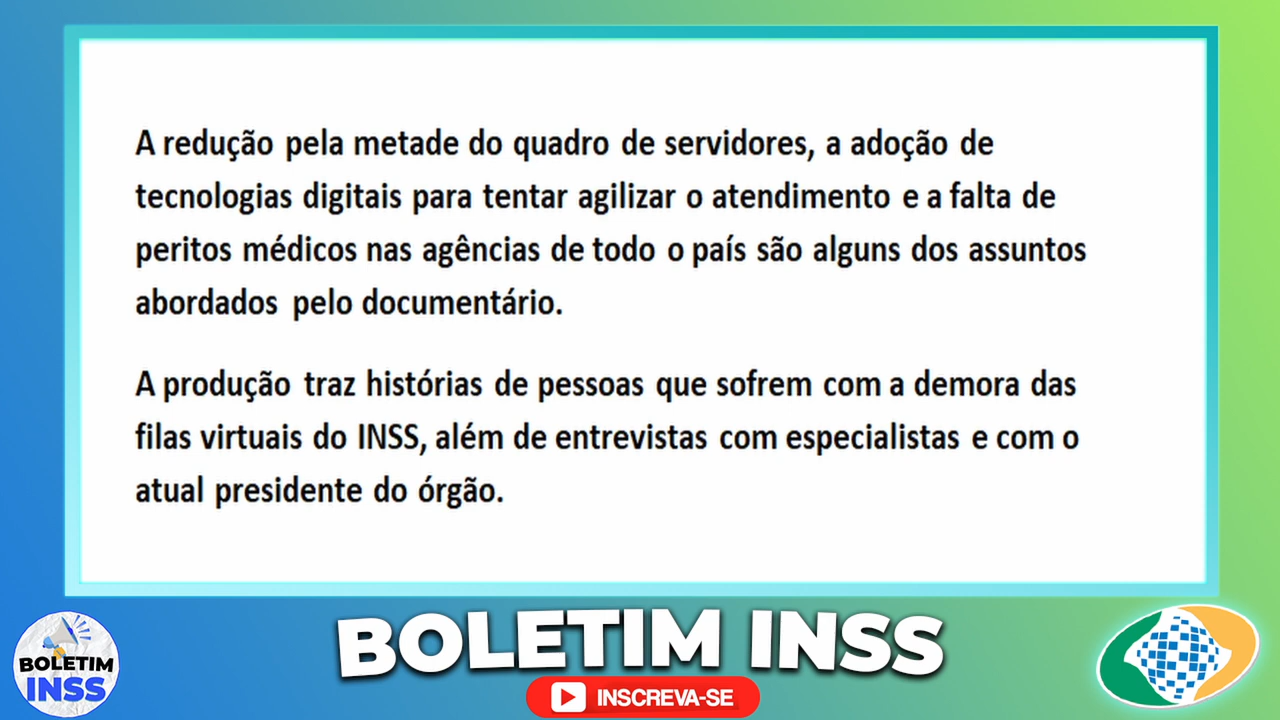 A redução pela metade do quadro de servidores, a adoção de
tecnologias digitais para tentar agilizar o atendimento e a falta de
peritos médicos nas agências de todo o país são alguns dos assuntos
abordados pelo documentário.
A produção traz histórias de pessoas que sofrem com a demora das
filas virtuais do INSS, além de entrevistas com especialistas e com o
atual presidente do órgão.
BOLETIM INSS
INSCREVA-SE
BOLETIM
INSS